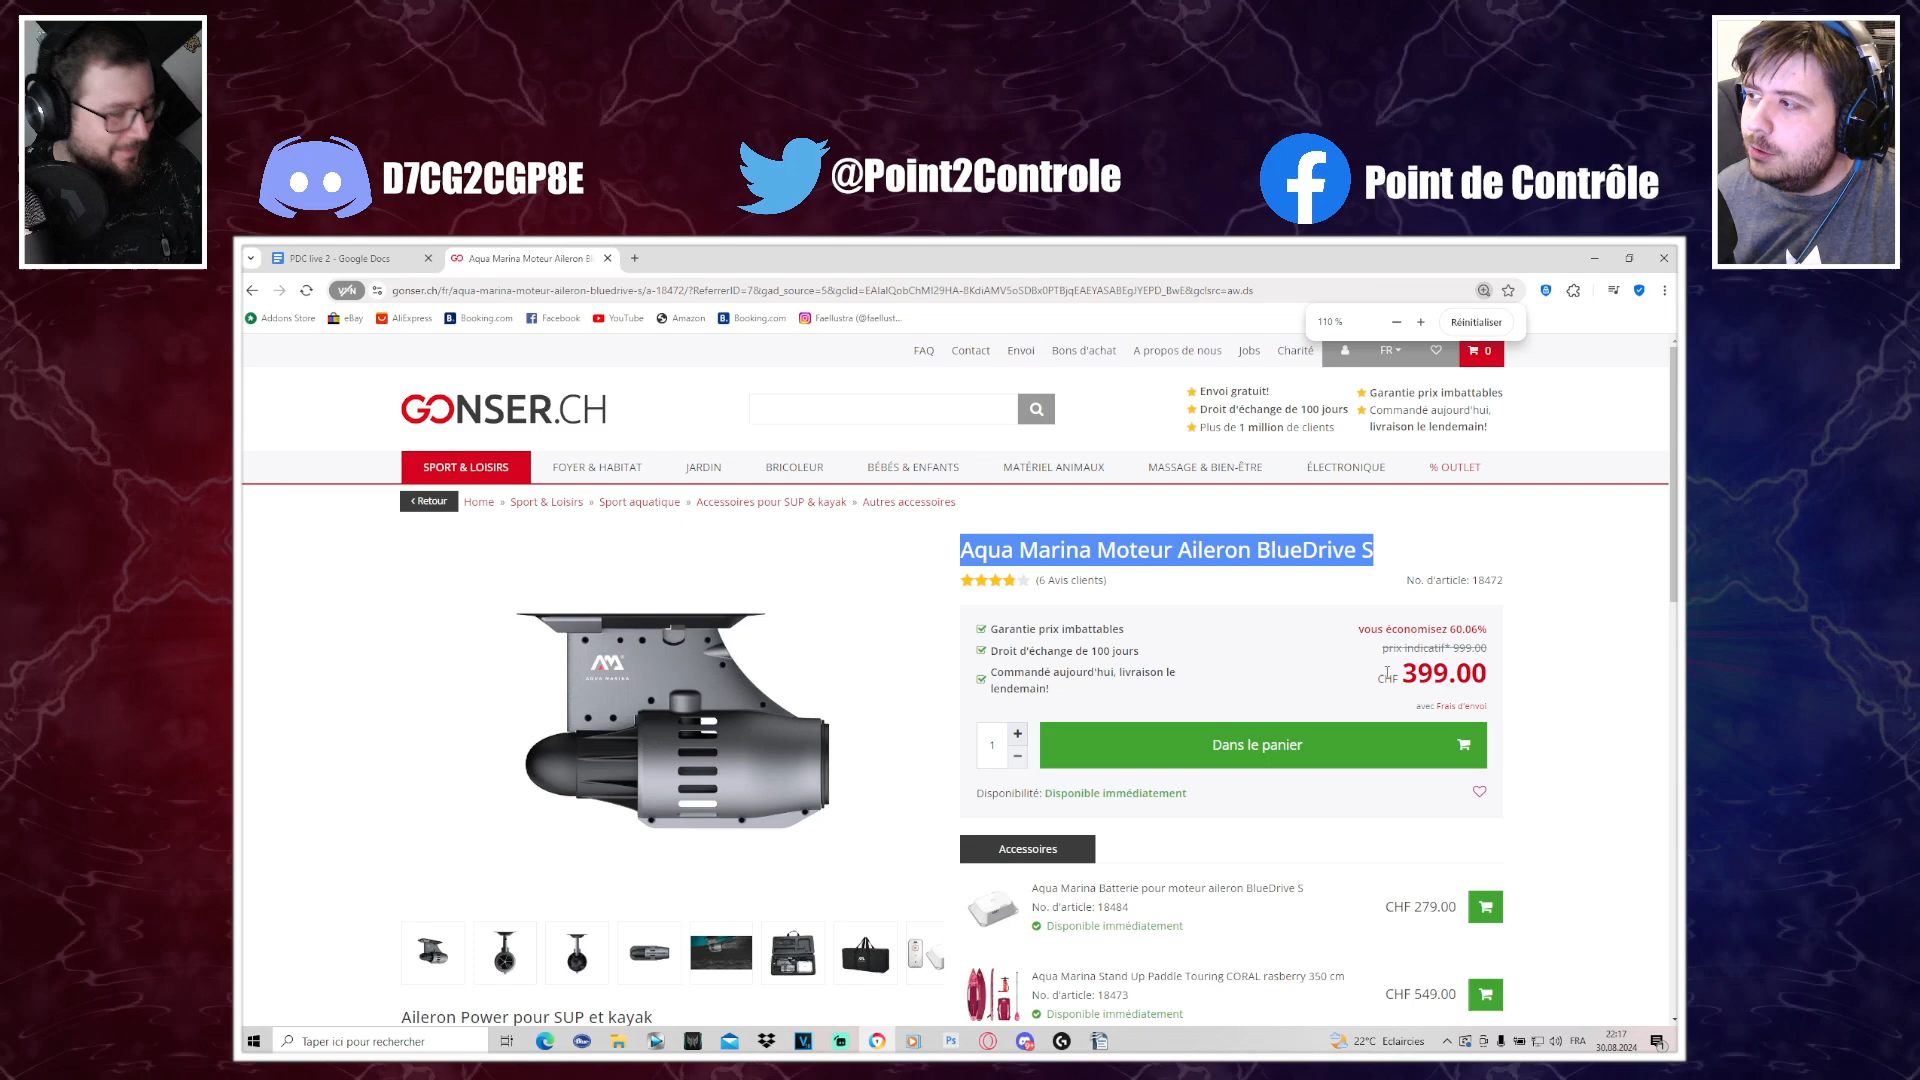 D7CG2CGP8E
@Point2Controle
Point de Contrôle
PDC live 2 - Google Docs
Aqua Marina Moteur Aileron Bl
VPN
gonser.ch/fr/aqua-marina-moteur-aileron-bluedrive-s/a-18472/?ReferrerID=7&gad_source=5&gclid=EAIaIQobChMI29HA-8KdiAMV5oSDBx0PTBjqEAEYASABEgJYEPD_BwE&gclsrc=aw.ds
Addons Store
eBay
AliExpress
Booking.com
Facebook
YouTube
Amazon
Booking.com
Faellustra (@faellust...
110 %
Réinitialiser
FAQ
Contact
Envoi
Bons d'achat
A propos de nous
Jobs
Charité
FR
0
GONSER.CH
Envoi gratuit!
Droit d'échange de 100 jours
Plus de 1 million de clients
Garantie prix imbattables
Commandé aujourd'hui,
livraison le lendemain!
SPORT & LOISIRS
FOYER & HABITAT
JARDIN
BRICOLEUR
BÉBÉS & ENFANTS
MATÉRIEL ANIMAUX
MASSAGE & BIEN-ÊTRE
ÉLECTRONIQUE
% OUTLET
Retour
Home » Sport & Loisirs » Sport aquatique » Accessoires pour SUP & kayak » Autres accessoires
Aqua Marina Moteur Aileron BlueDrive S
(6 Avis clients)
No. d'article: 18472
Garantie prix imbattables
Droit d'échange de 100 jours
Commandé aujourd'hui, livraison le
lendemain!
vous économisez 60.06%
prix indicatif* 999.00
CHF 399.00
avec Frais d'envoi
1
Dans le panier
Disponibilité: Disponible immédiatement
AQUA MARINA
Accessoires
Aqua Marina Batterie pour moteur aileron BlueDrive S
No. d'article: 18484
Disponible immédiatement
CHF 279.00
Aqua Marina Stand Up Paddle Touring CORAL rasberry 350 cm
No. d'article: 18473
Disponible immédiatement
CHF 549.00
Aileron Power pour SUP et kayak
Taper ici pour rechercher
Ps
22°C Eclaircies
FRA
22:17
30.08.2024